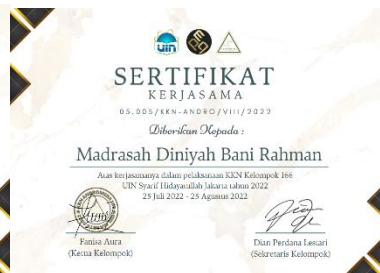 uin
SERTIFIKAT
KERJASAMA
05.005/KKN-ANDRO/VIII/2022
Diberikan Kepada :
Madrasah Diniyah Bani Rahman
Atas kerjasamanya dalam pelaksanaan KKN Kelompok 166
UIN Syarif Hidayatullah Jakarta tahun 2022
25 Juli 2022 - 25 Agustus 2022
Fanisa Aura
(Ketua Kelompok)
Dian Perdana Lestari
(Sekretaris Kelompok)